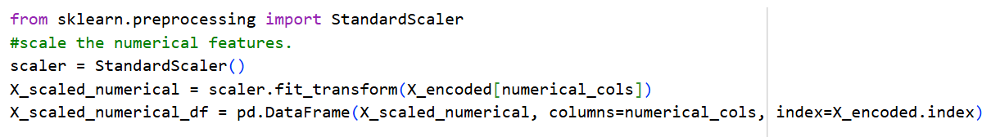 from sklearn.preprocessing import StandardScaler
#scale the numerical features.
scaler = StandardScaler()
X_scaled_numerical = scaler.fit_transform(X_encoded[numerical_cols])
X_scaled_numerical_df = pd.DataFrame(X_scaled_numerical, columns=numerical_cols, index=X_encoded.index)